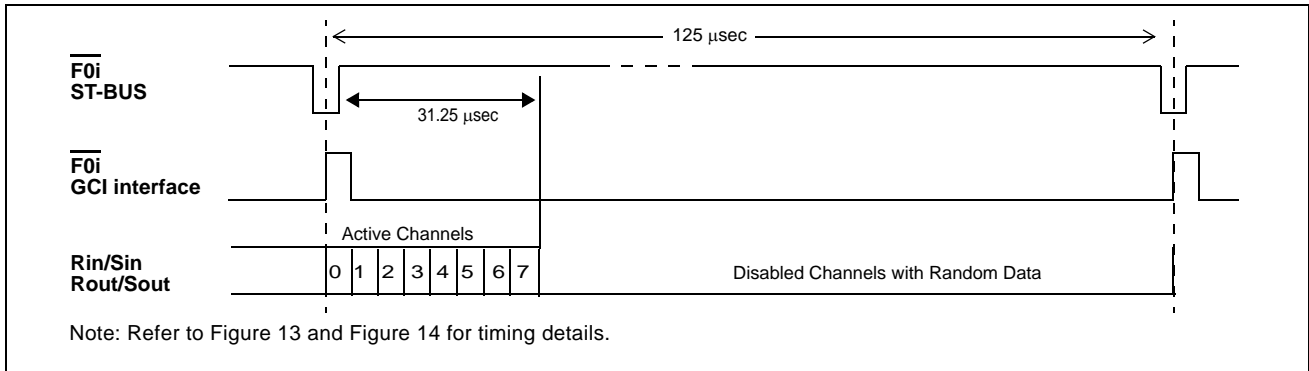 125 μsec
F0i
ST-BUS
31.25 μsec
F0i
GCI interface
Active Channels
Rin/Sin
Rout/Sout
0 1 2 3 4 5 6 7
Disabled Channels with Random Data
Note: Refer to Figure 13 and Figure 14 for timing details.